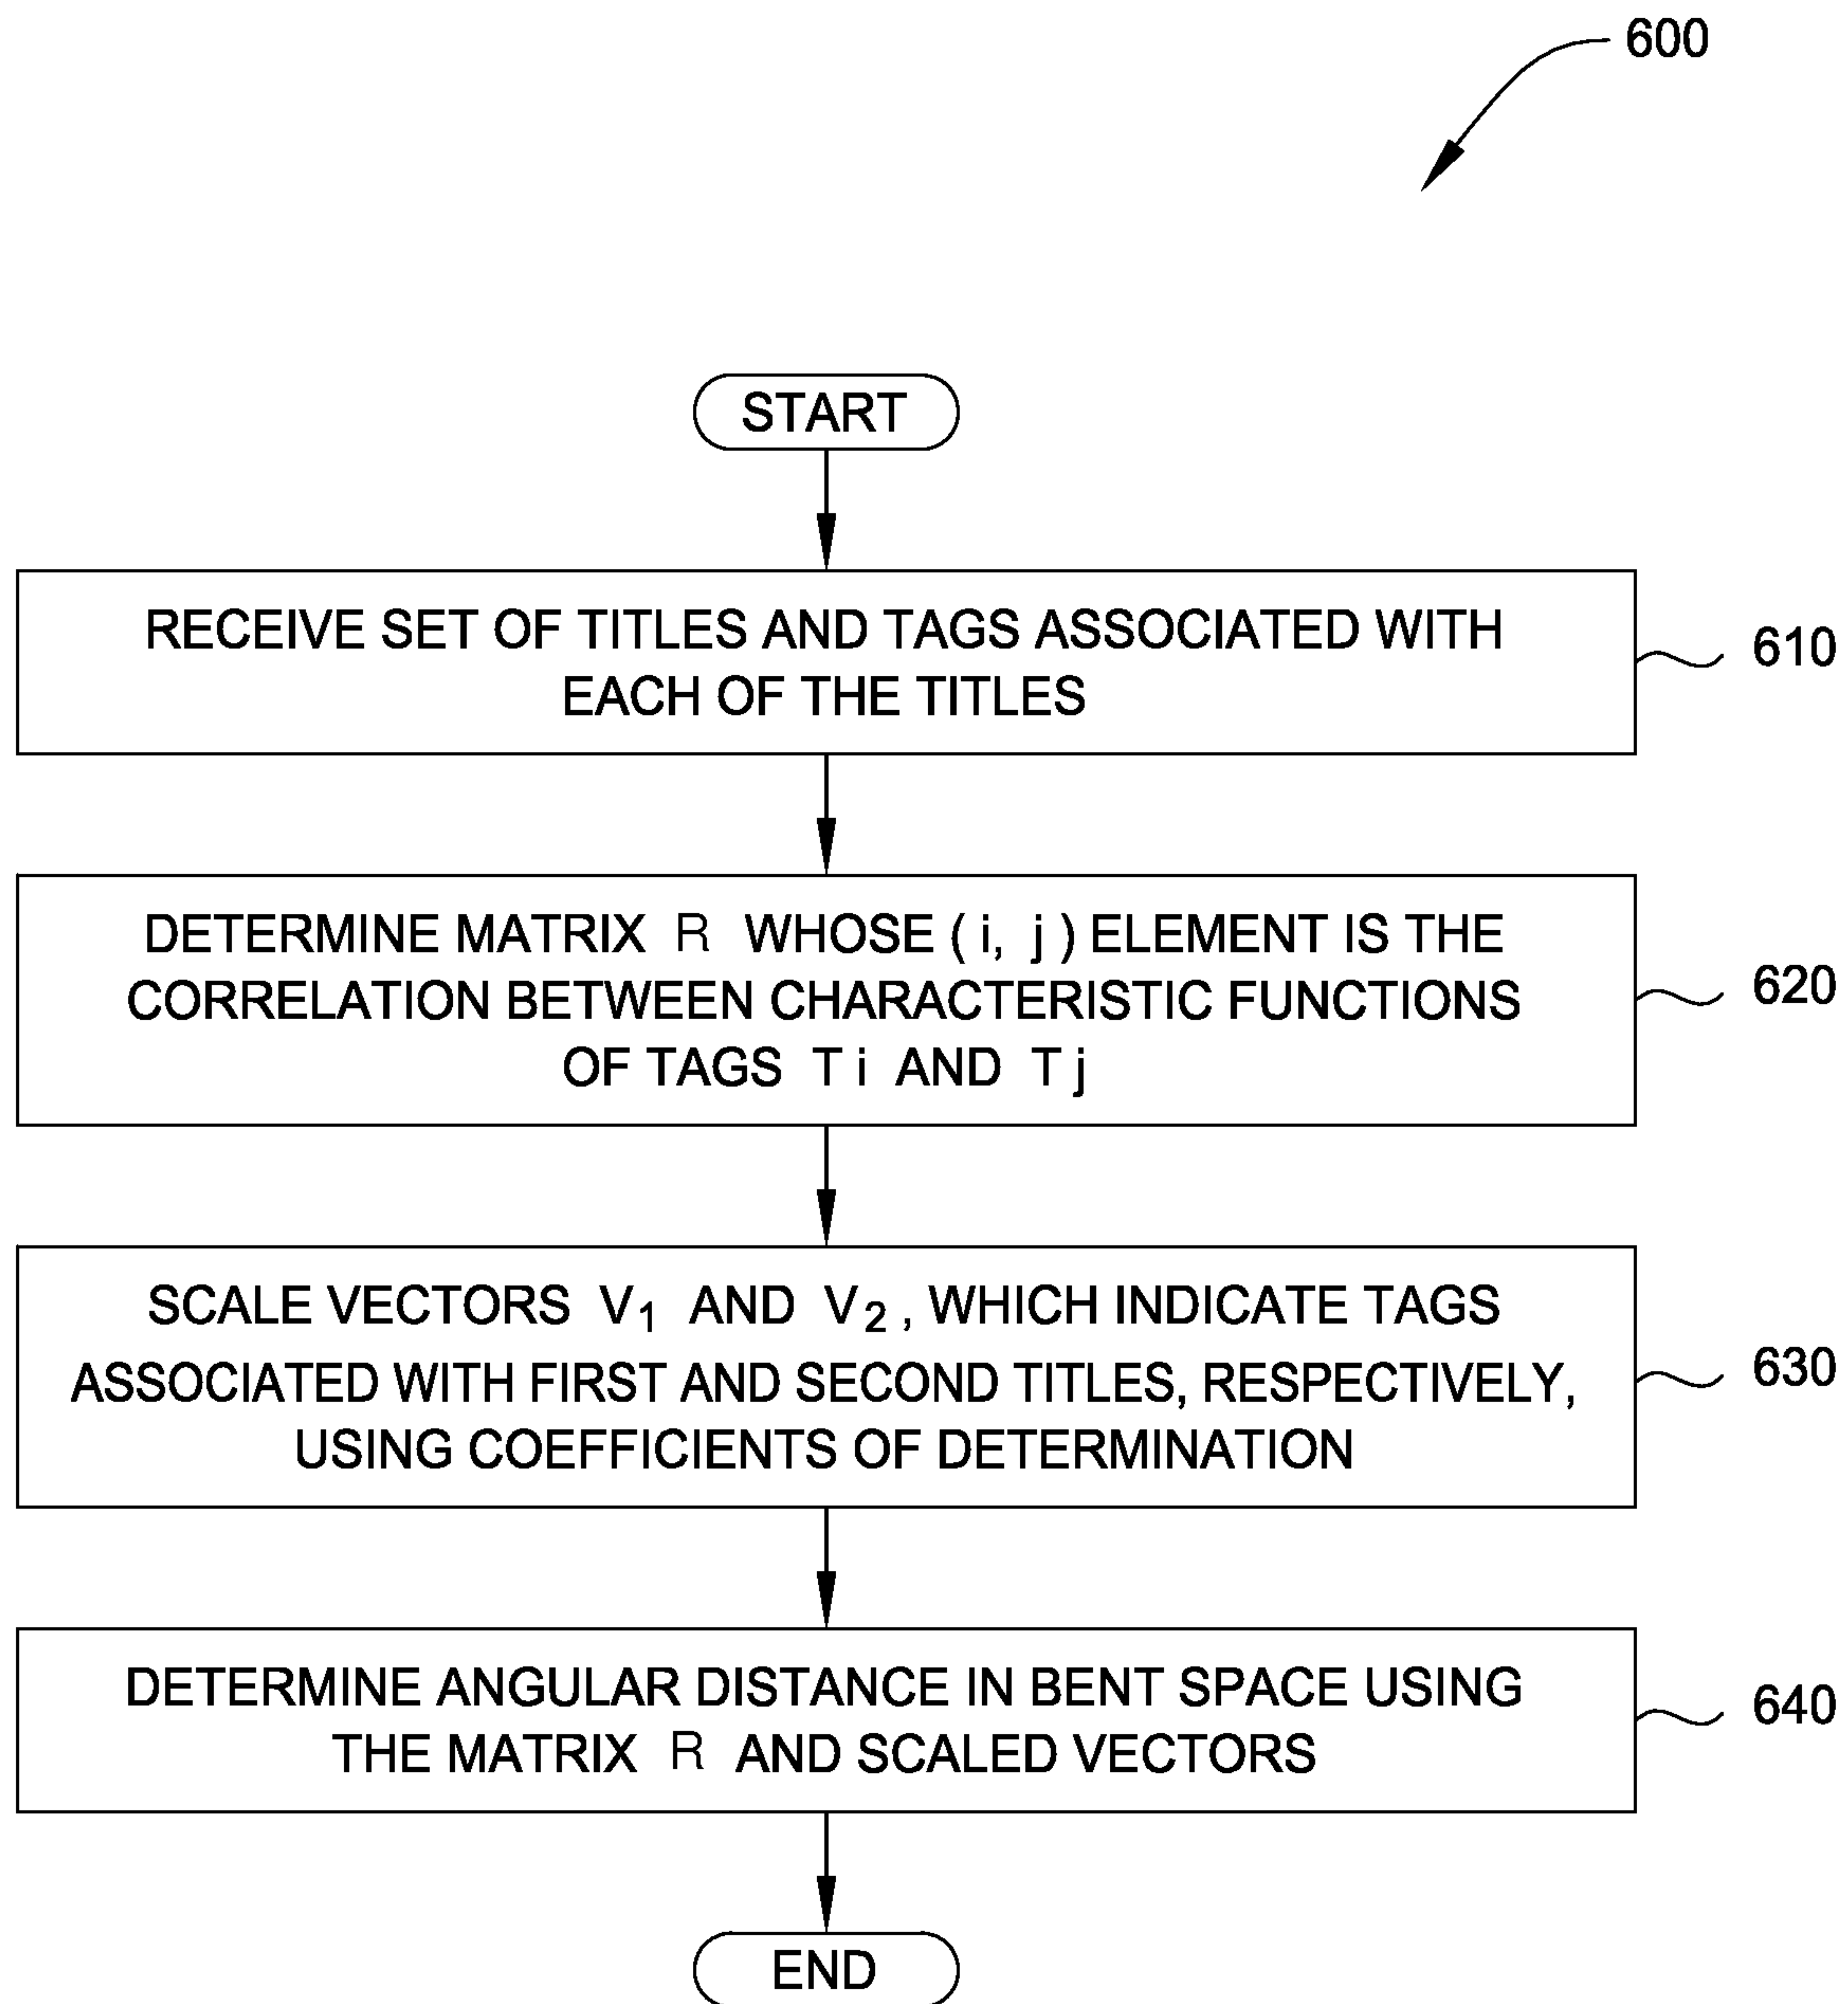 600
START
RECEIVE SET OF TITLES AND TAGS ASSOCIATED WITH
EACH OF THE TITLES
610
DETERMINE MATRIX R WHOSE ( i, j ) ELEMENT IS THE
CORRELATION BETWEEN CHARACTERISTIC FUNCTIONS
OF TAGS T i AND T j
620
SCALE VECTORS V₁ AND V₂ , WHICH INDICATE TAGS
ASSOCIATED WITH FIRST AND SECOND TITLES, RESPECTIVELY,
USING COEFFICIENTS OF DETERMINATION
630
DETERMINE ANGULAR DISTANCE IN BENT SPACE USING
THE MATRIX R AND SCALED VECTORS
640
END